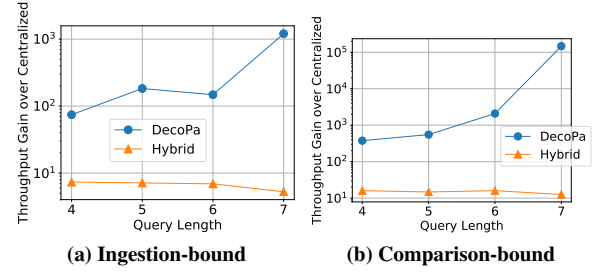 Throughput Gain over Centralized
10³
10²
10¹
DecoPa
Hybrid
4 5 6 7
Query Length
(a) Ingestion-bound
Throughput Gain over Centralized
10⁵
10⁴
10³
10²
10¹
DecoPa
Hybrid
4 5 6 7
Query Length
(b) Comparison-bound